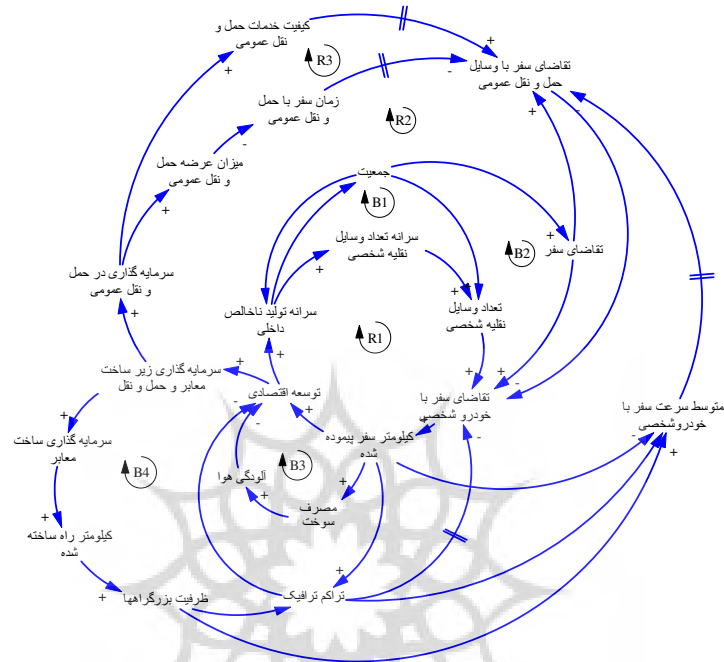 کیفیت خدمات حمل و
نقل عمومی
R3
تقاضای سفر با وسایل
حمل و نقل عمومی
زمان سفر با حمل
و نقل عمومی
R2
میزان عرضه حمل
و نقل عمومی
جمعیت
B1
سرانه تعداد وسایل
نقلیه شخصی
B2
تقاضای سفر
سرمایه گذاری در حمل
و نقل عمومی
سرانه تولید ناخالص
داخلی
تعداد وسایل
نقلیه شخصی
R1
سرمایه گذاری زیر ساخت
معابر و حمل و نقل
توسعه اقتصادی
تقاضای سفر با
خودرو شخصی
متوسط سرعت سفر با
خودروشخصی
سرمایه گذاری ساخت
معابر
کیلومتر سفر پیموده
شده
B4
B3
آلودگی هوا
مصرف
سوخت
کیلومتر راه ساخته
شده
ظرفیت بزرگراهها
تراکم ترافیک